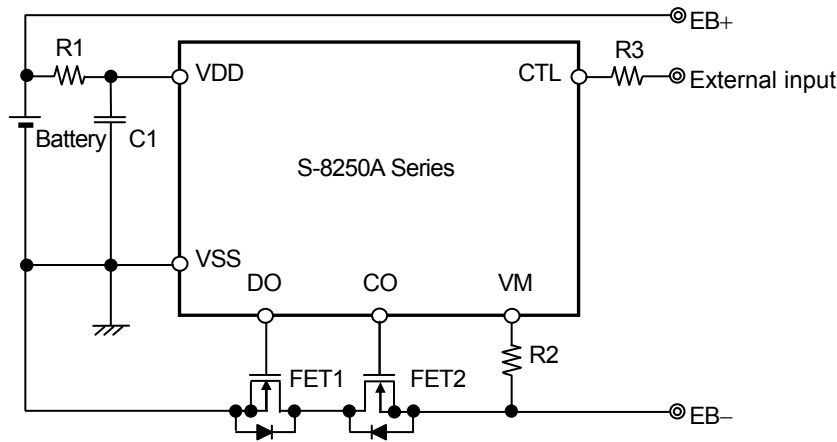 EB+
R1
R3
VDD
CTL
External input
Battery
C1
S-8250A Series
VSS
DO
CO
VM
R2
FET1
FET2
EB−